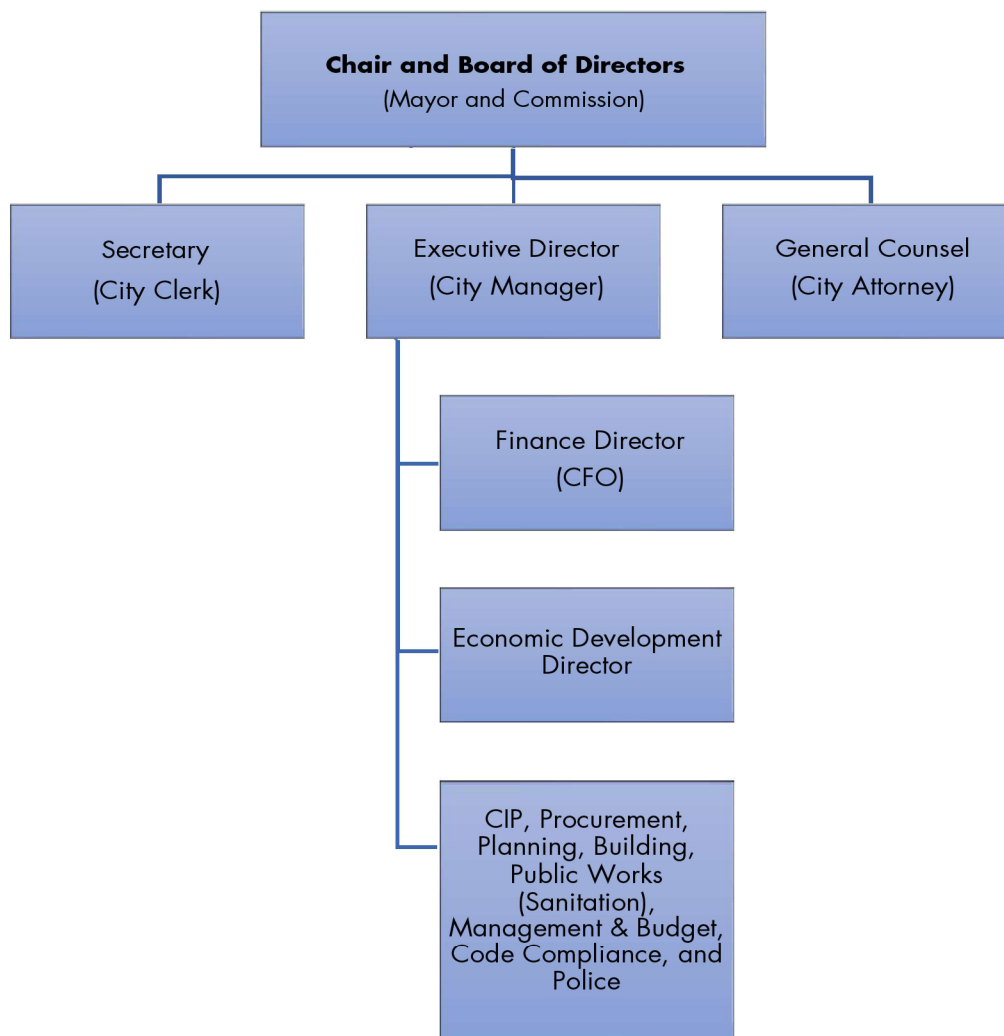 Chair and Board of Directors
(Mayor and Commission)
Secretary
(City Clerk)
Executive Director
(City Manager)
General Counsel
(City Attorney)
Finance Director
(CFO)
Economic Development
Director
CIP, Procurement,
Planning, Building,
Public Works
(Sanitation),
Management & Budget,
Code Compliance, and
Police